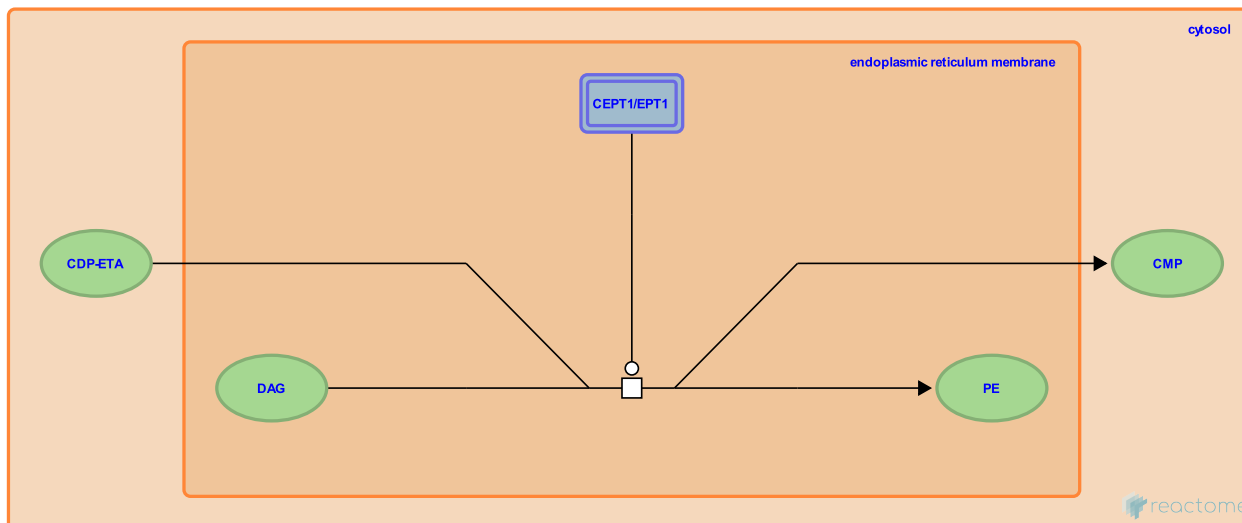 cytosol
endoplasmic reticulum membrane
CEPT1/EPT1
CDP-ETA
CMP
DAG
PE
reactome